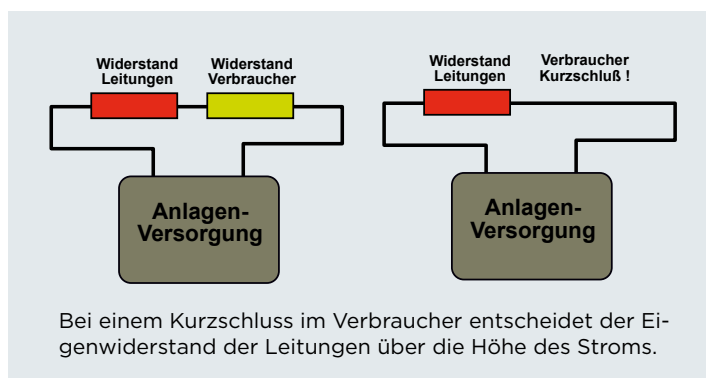 Widerstand
Leitungen
Widerstand
Verbraucher
Anlagen-
Versorgung
Widerstand
Leitungen
Verbraucher
Kurzschluß !
Anlagen-
Versorgung
Bei einem Kurzschluss im Verbraucher entscheidet der Ei-
genwiderstand der Leitungen über die Höhe des Stroms.